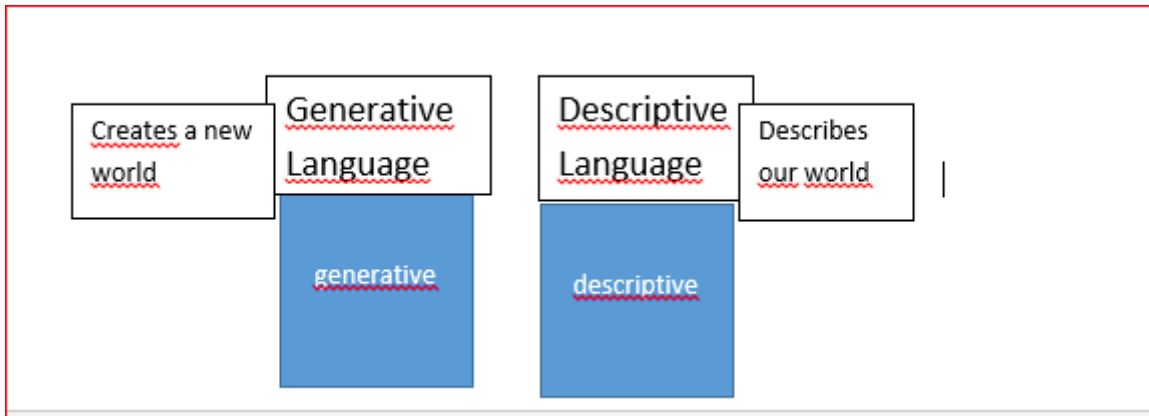 Generative
Language
Creates a new
world
generative
Descriptive
Language
Describes
our world
descriptive